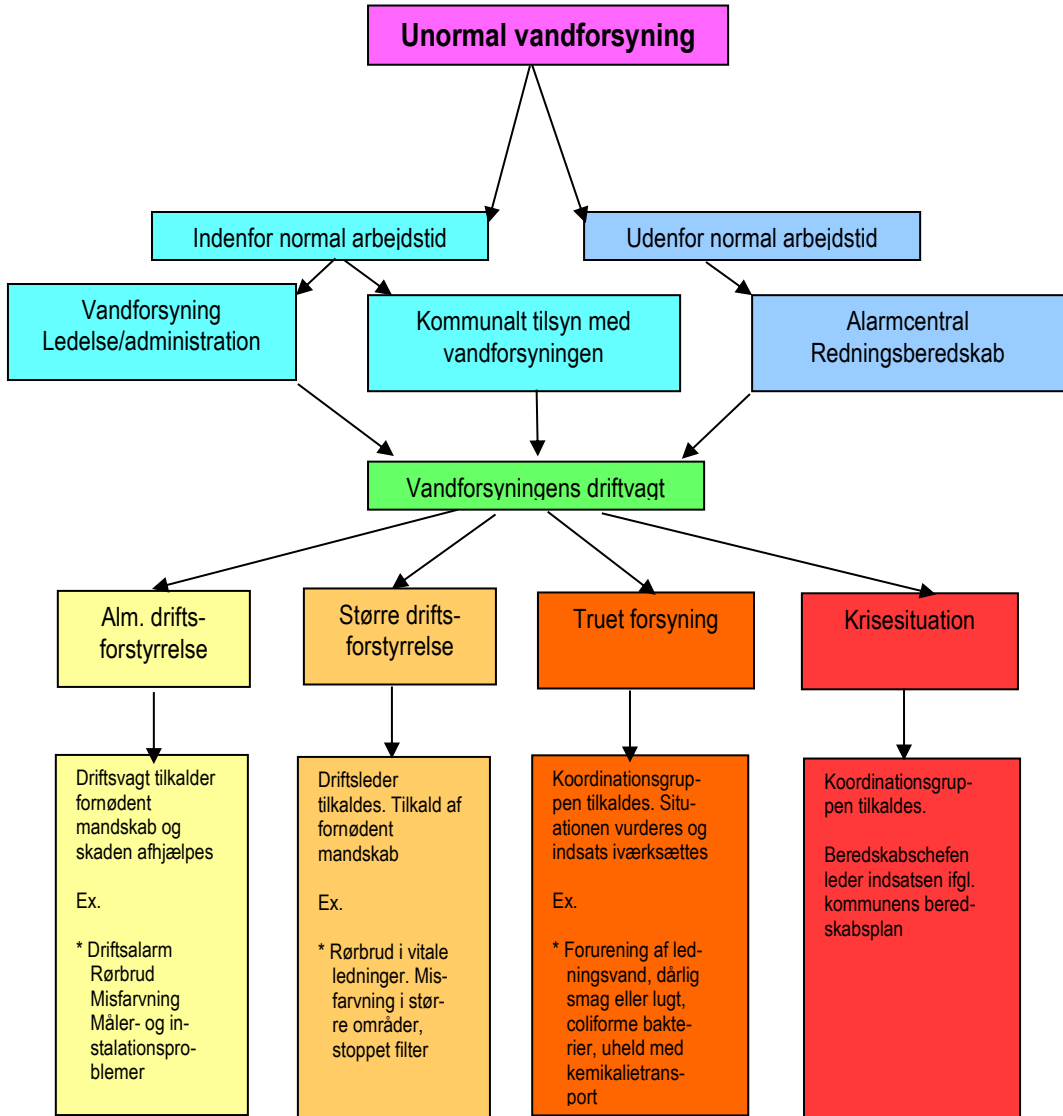 Unormal vandforsyning
Indenfor normal arbejdstid
Udenfor normal arbejdstid
Vandforsyning
Ledelse/administration
Kommunalt tilsyn med
vandforsyningen
Alarmcentral
Redningsberedskab
Vandforsyningens driftvagt
Alm. drifts-
forstyrrelse
Større drifts-
forstyrrelse
Truet forsyning
Krisesituation
Driftsvagt tilkalder
fornødent
mandskab og
skaden afhjælpes
Ex.
* Driftsalarm
Rørbrud
Misfarvning
Måler- og in-
stalationspro-
blemer
Driftsleder
tilkaldes. Tilkald af
fornødent
mandskab
Ex.
* Rørbrud i vitale
ledninger. Mis-
farvning i stør-
re områder,
stoppet filter
Koordinationsgrup-
pen tilkaldes. Situ-
ationen vurderes og
indsats iværksættes
Ex.
* Forurening af led-
ningsvand, dårlig
smag eller lugt,
coliforme bakte-
rier, uheld med
kemikalietrans-
port
Koordinationsgrup-
pen tilkaldes.
Beredskabschefen
leder indsatsen ifgl.
kommunens bered-
skabsplan